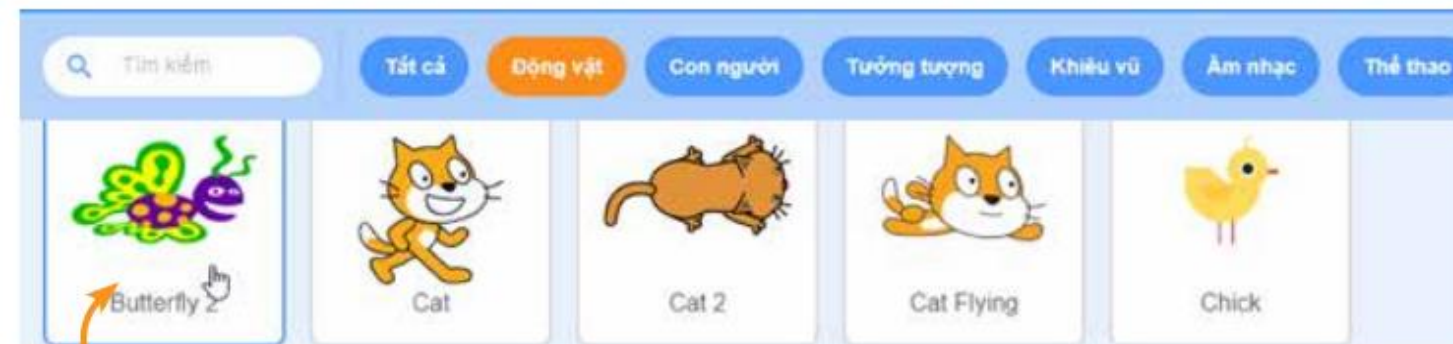 Tìm kiếm
Tất cả
Động vật
Con người
Tưởng tượng
Khiêu vũ
Âm nhạc
Thể thao
Butterfly 2
Cat
Cat 2
Cat Flying
Chick